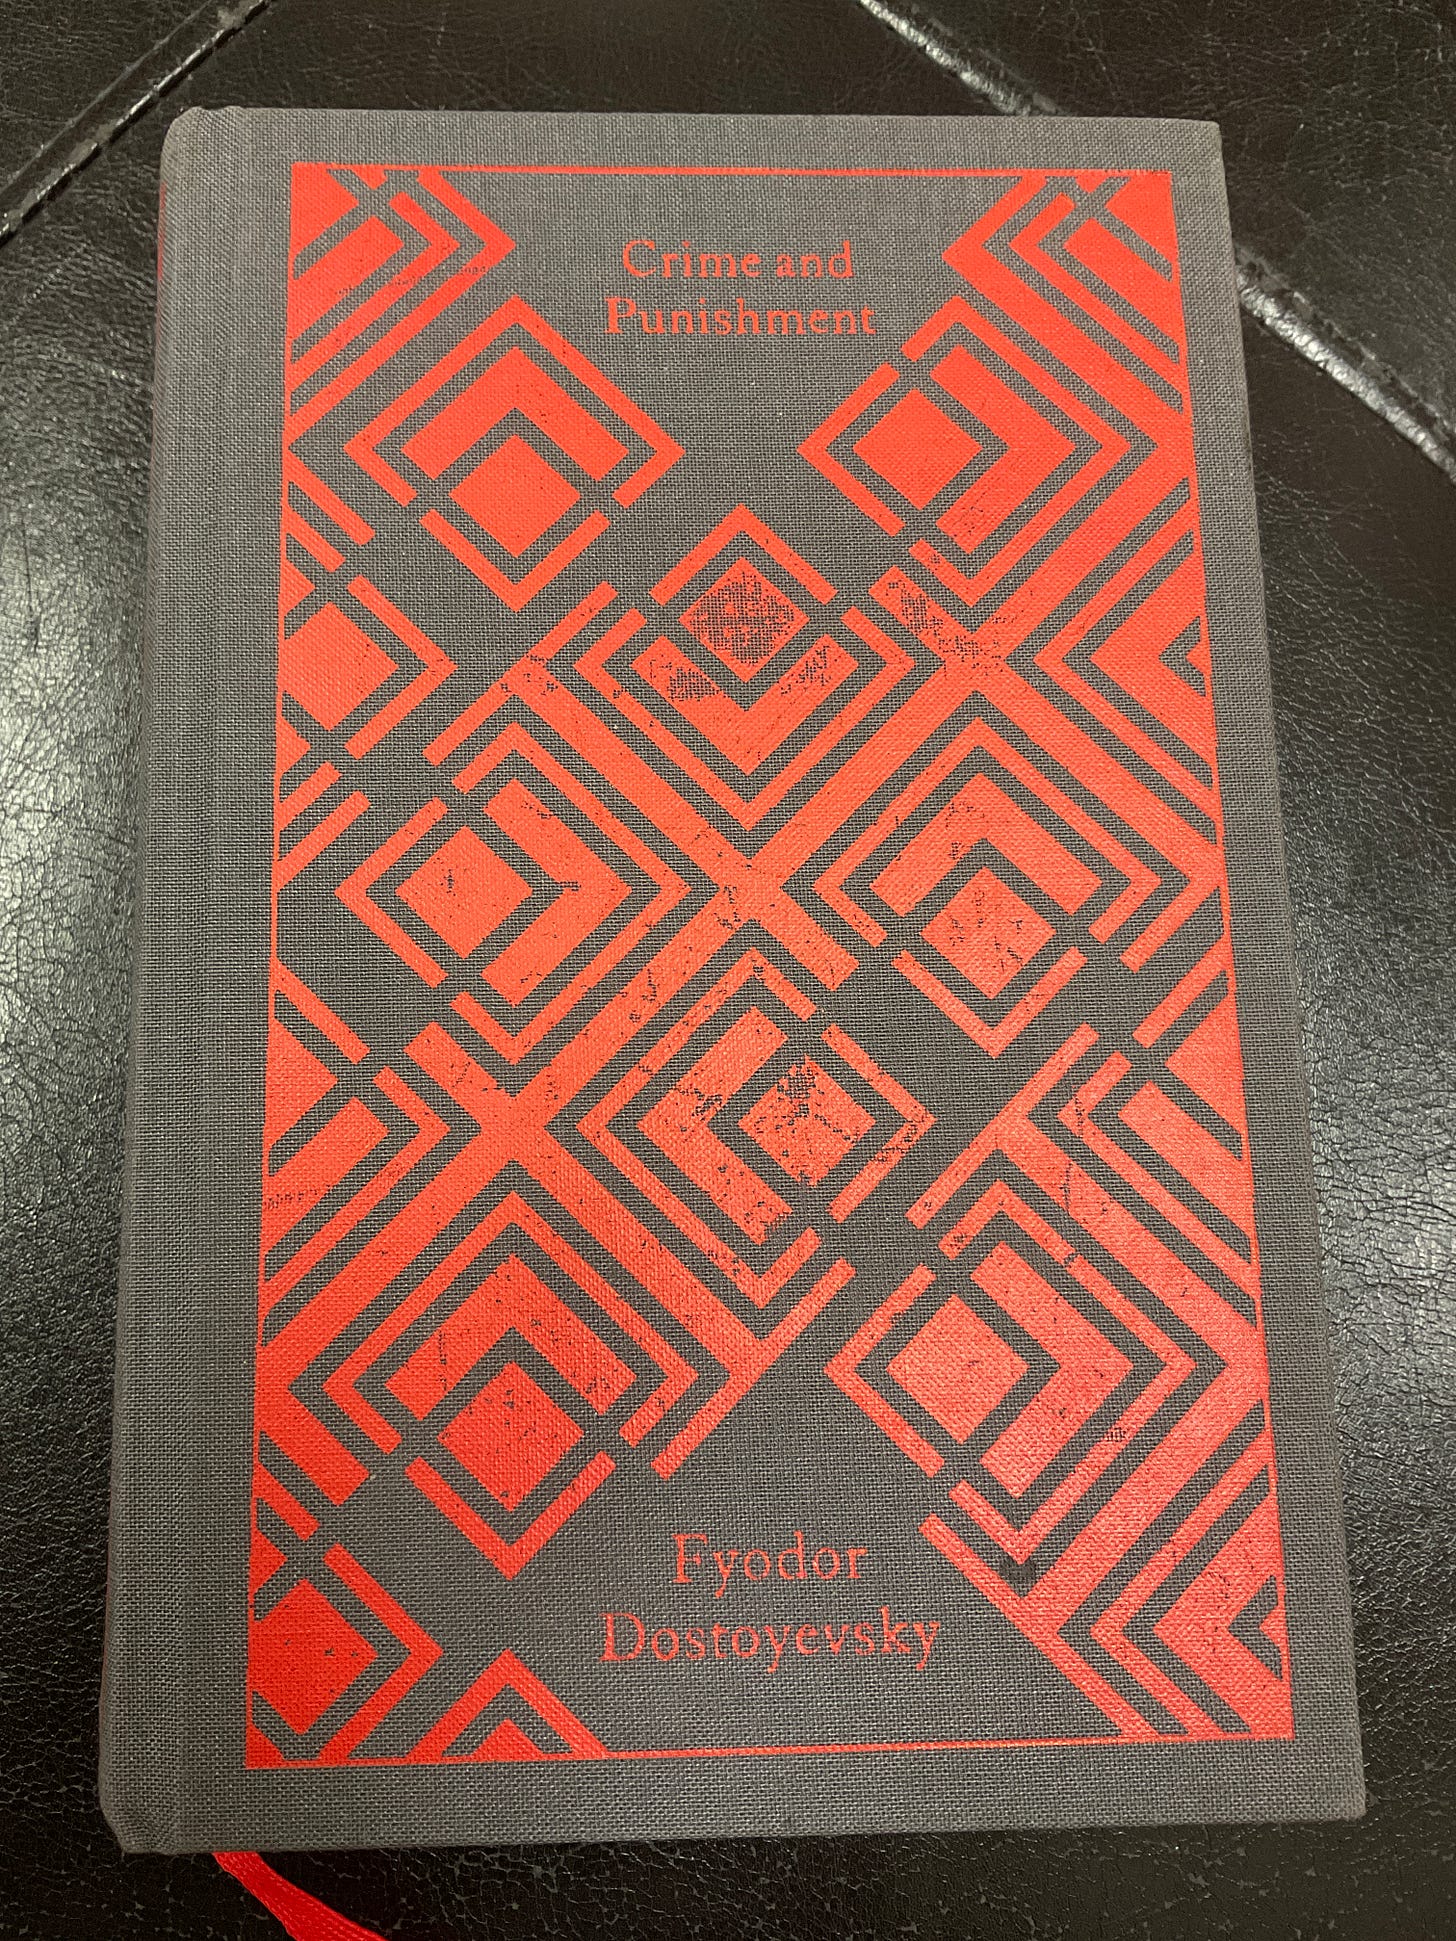 Crime and
Punishment
Fyodor
Dostoyevsky